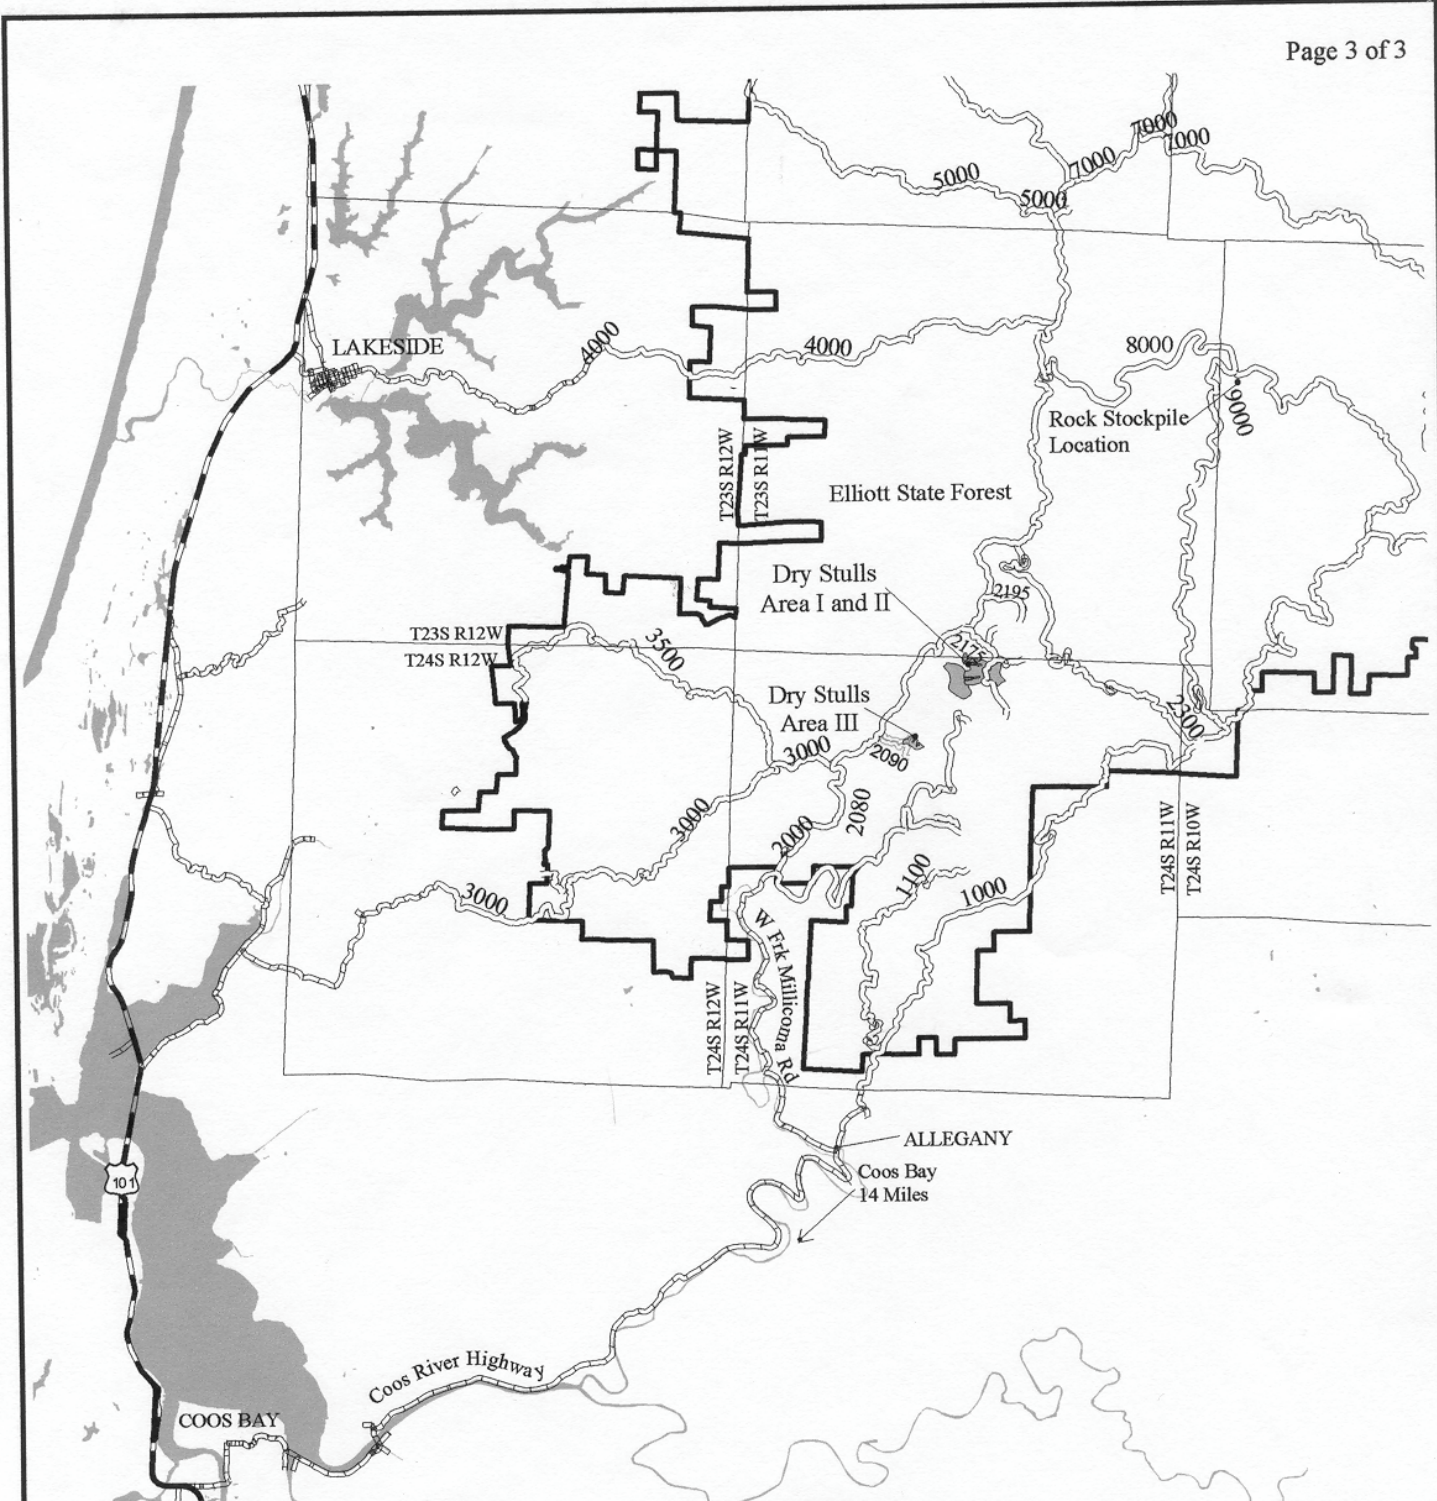 Page 3 of 3
7000
7000
7000
5000
5000
LAKESIDE
4000
4000
8000
9000
Rock Stockpile
Location
T23S R12W
T23S R11W
Elliott State Forest
Dry Stulls
Area I and II
2195
T23S R12W
T24S R12W
3500
2175
Dry Stulls
Area III
2300
3000
2090
3000
2080
2000
T24S R11W
T24S R10W
1100
3000
1000
W Frk Millicoma Rd
T24S R12W
T24S R11W
ALLEGANY
Coos Bay
14 Miles
101
Coos River Highway
COOS BAY